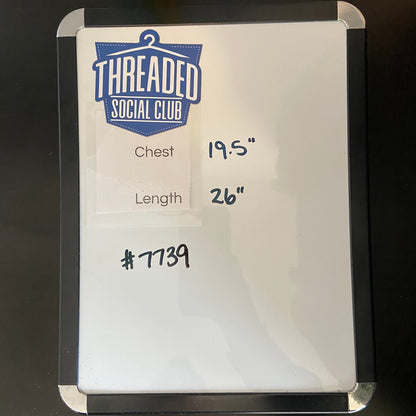 THREADED
SOCIAL CLUB
Chest 19.5"
Length 26"
#7739